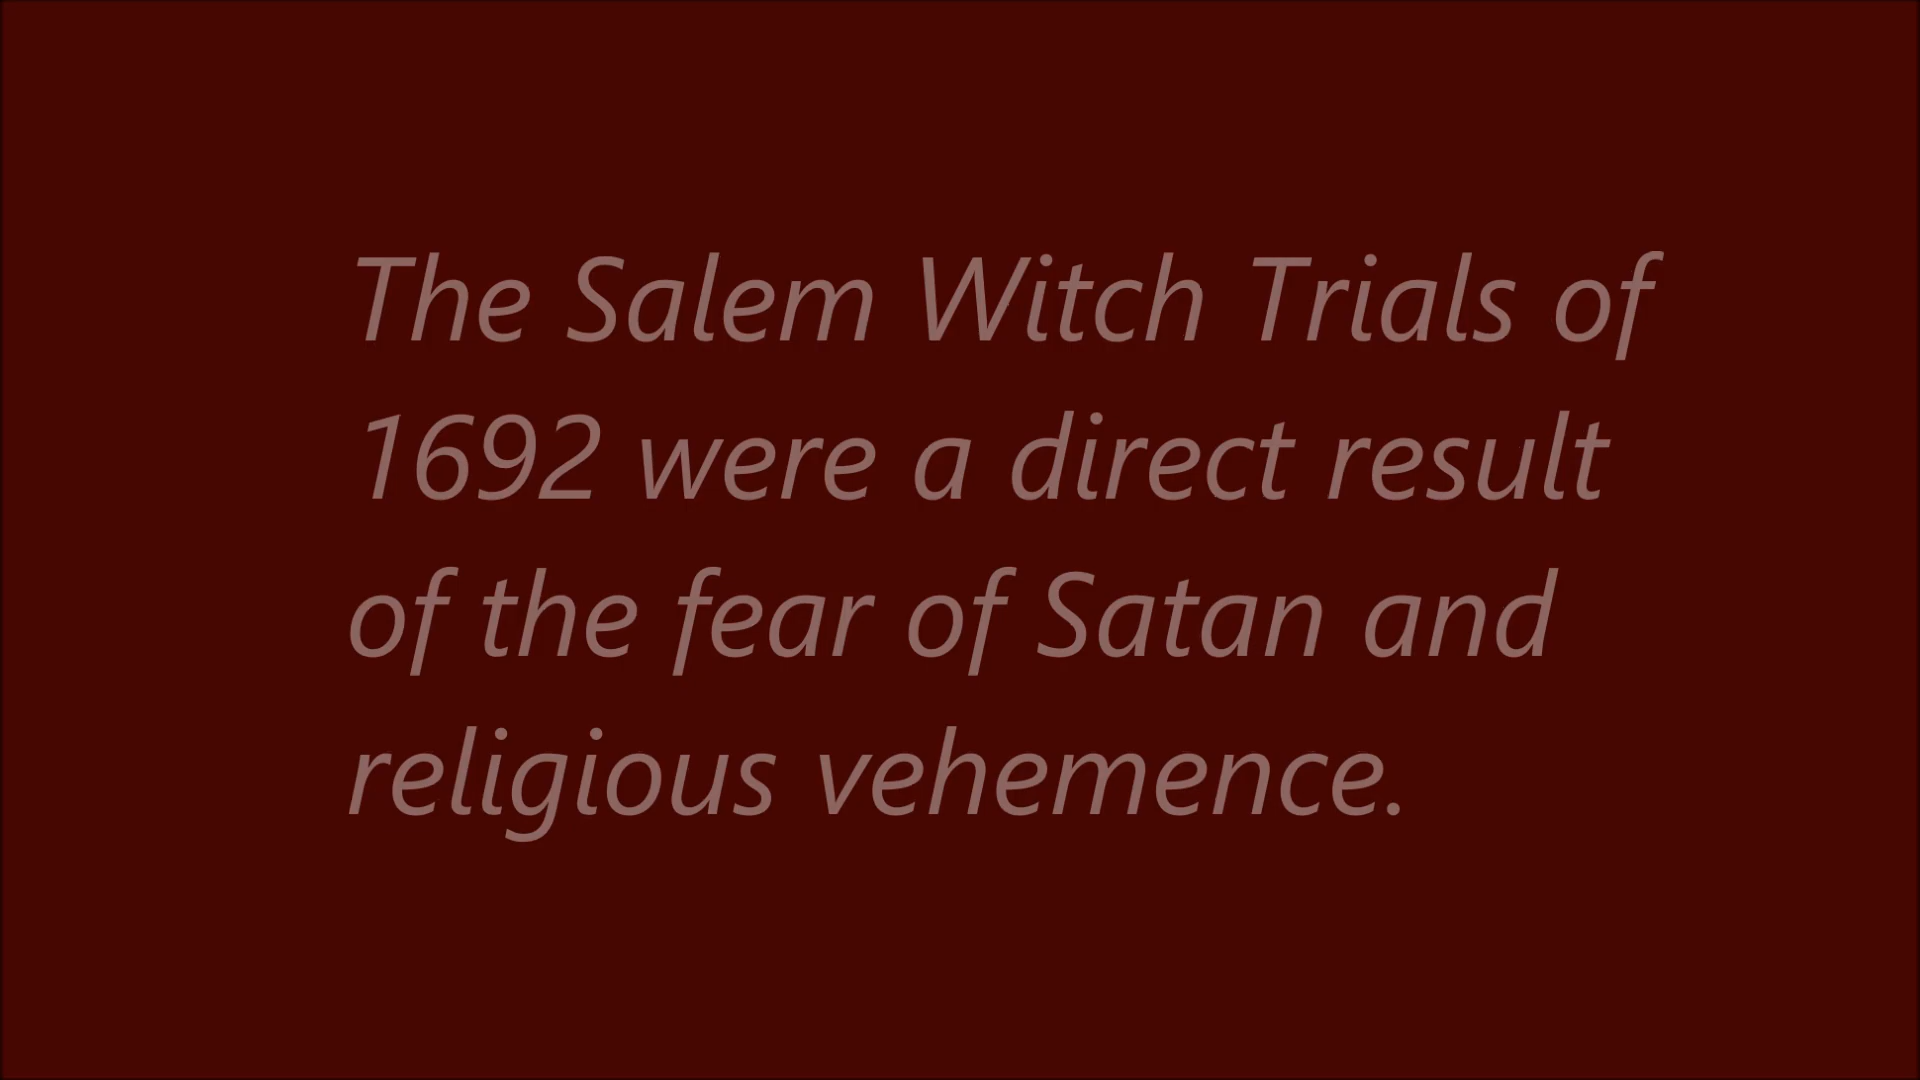 The Salem Witch Trials of
1692 were a direct result
of the fear of Satan and
religious vehemence.